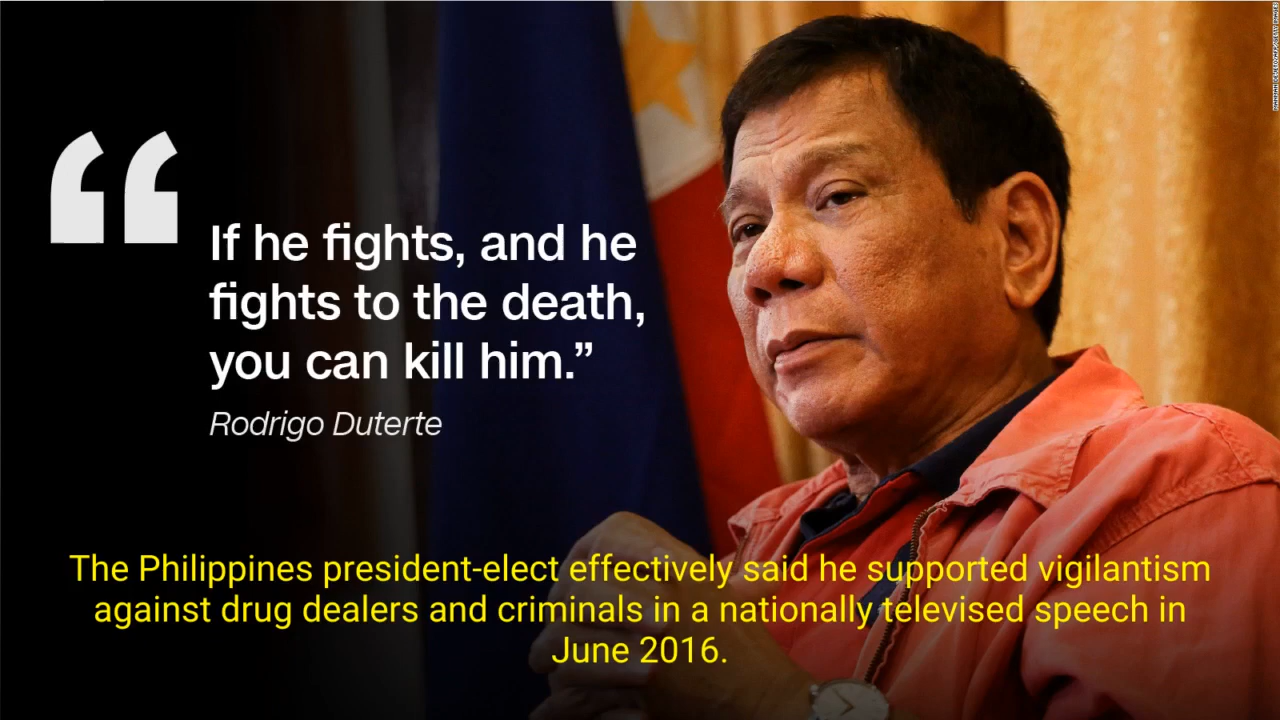 “
If he fights, and he
fights to the death,
you can kill him.”
Rodrigo Duterte
The Philippines president-elect effectively said he supported vigilantism
against drug dealers and criminals in a nationally televised speech in
June 2016.